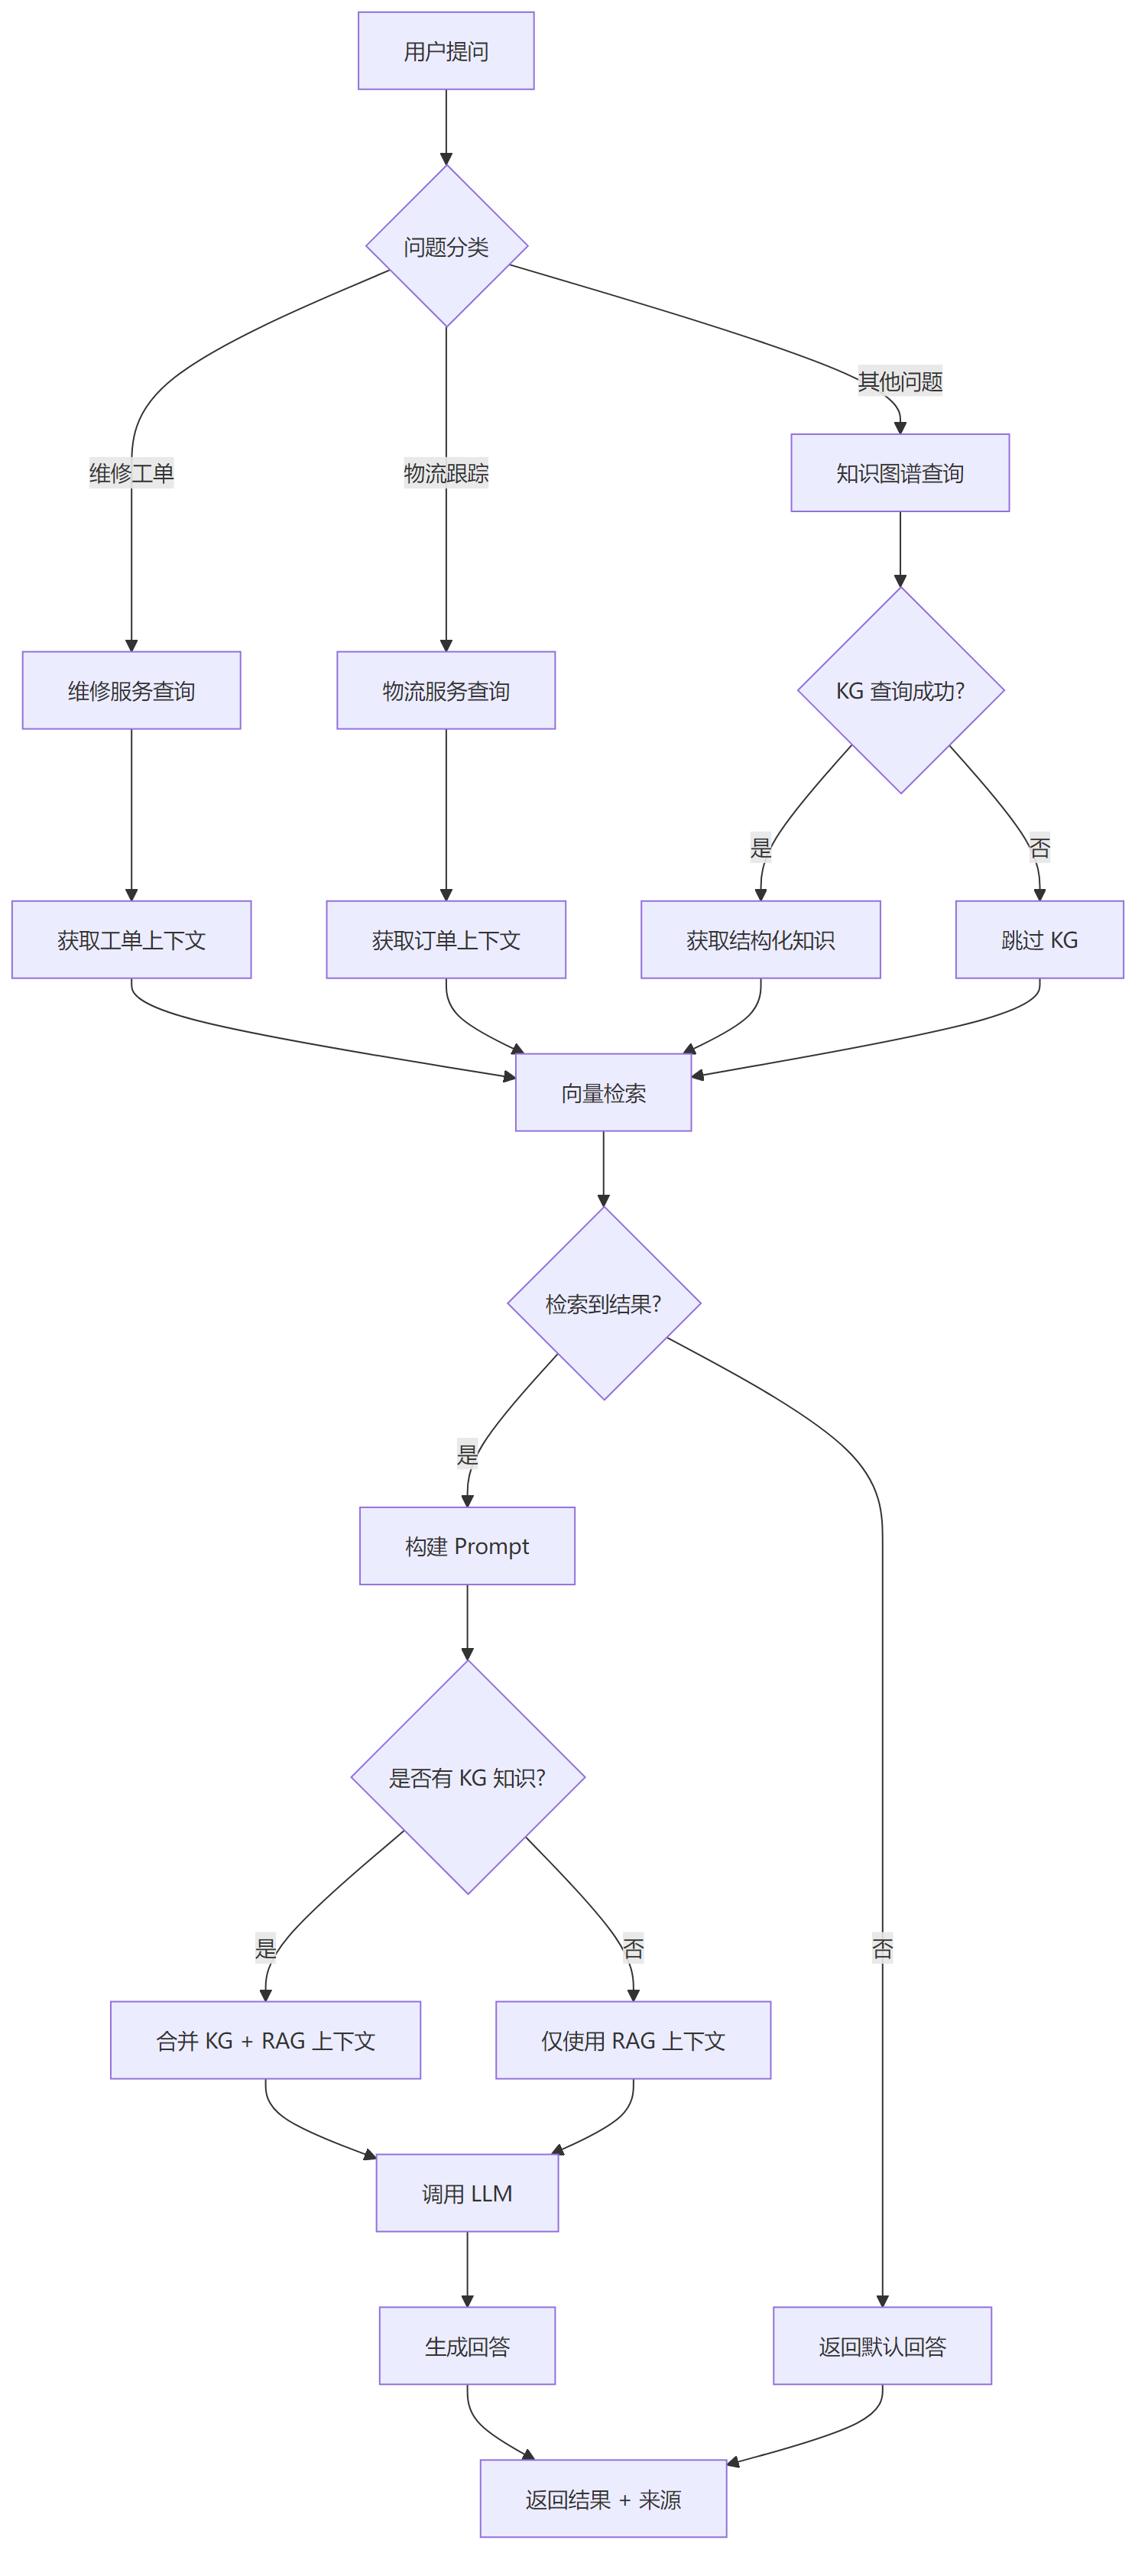 用户提问
问题分类
其他问题
维修工单
物流跟踪
知识图谱查询
维修服务查询
物流服务查询
KG 查询成功?
是
否
获取工单上下文
获取订单上下文
获取结构化知识
跳过 KG
向量检索
检索到结果?
是
构建 Prompt
是否有 KG 知识?
是
否
否
合并 KG + RAG 上下文
仅使用 RAG 上下文
调用 LLM
生成回答
返回默认回答
返回结果 + 来源